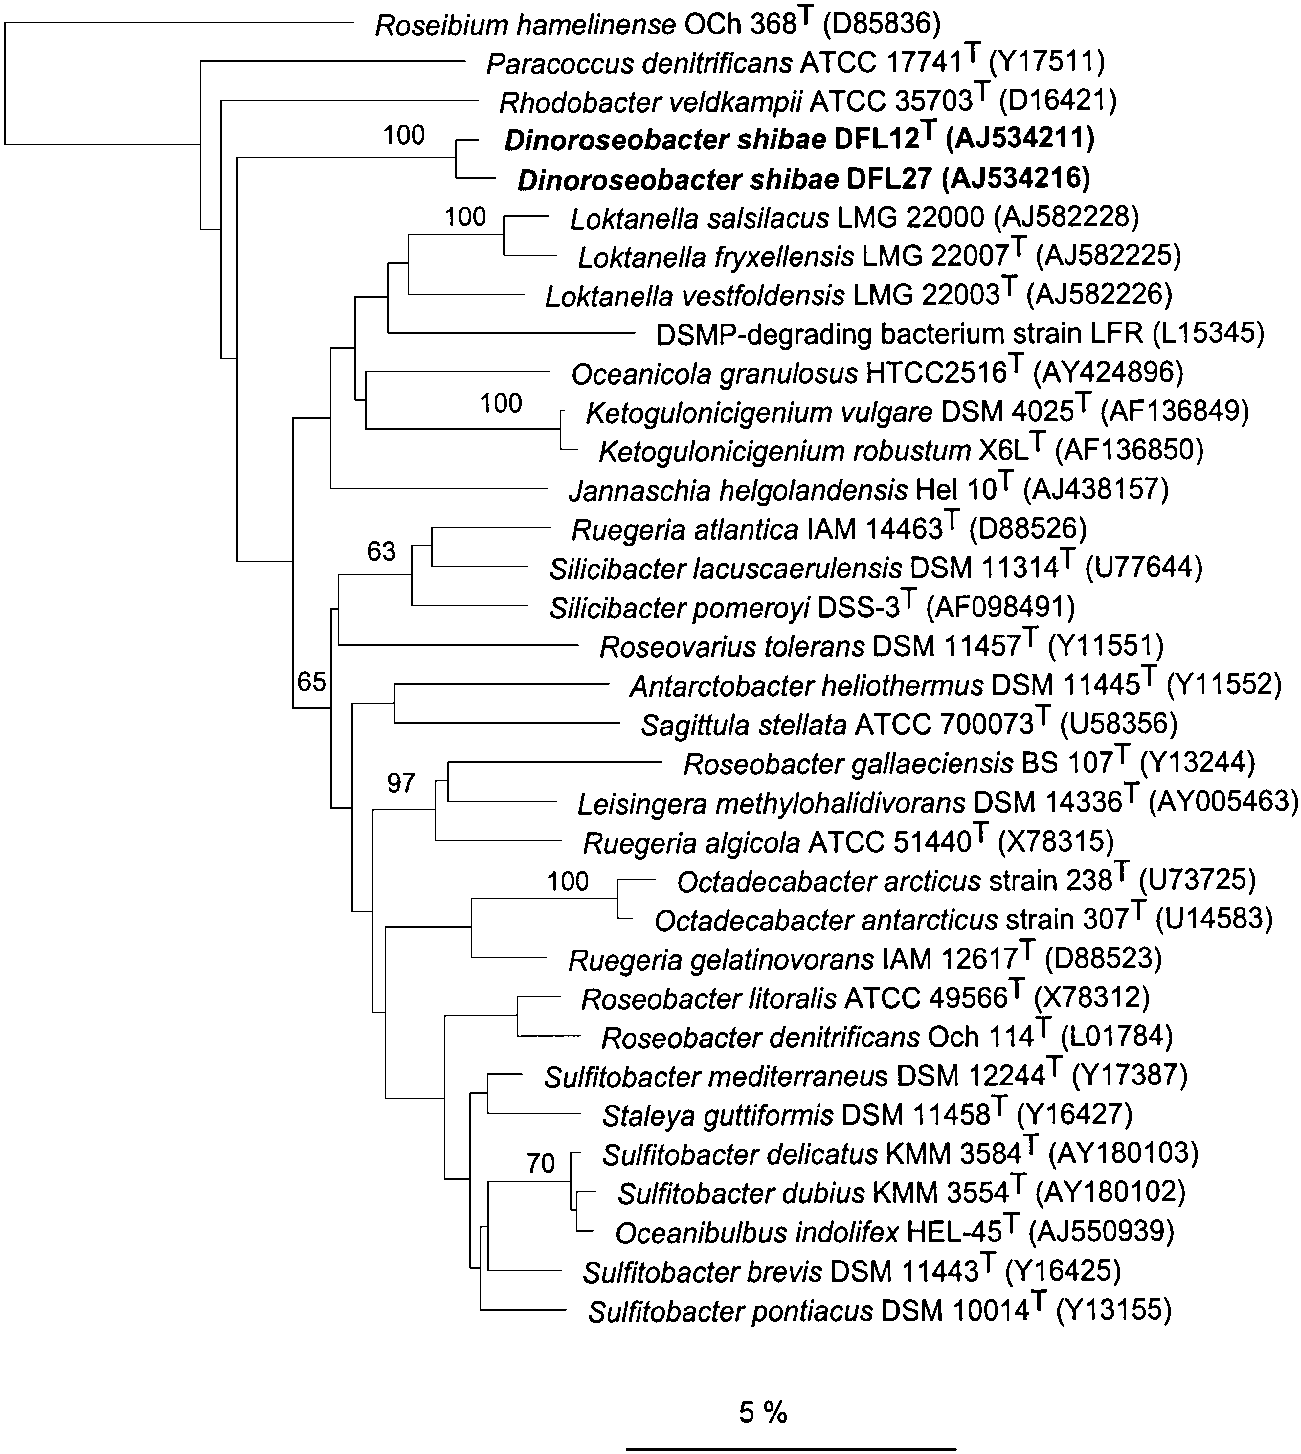 Roseibium hamelinense OCh 368T (D85836)
Paracoccus denitrificans ATCC 17741T (Y17511)
Rhodobacter veldkampii ATCC 35703T (D16421)
100
Dinoroseobacter shibae DFL12T (AJ534211)
Dinoroseobacter shibae DFL27 (AJ534216)
100
Loktanella salsilacus LMG 22000 (AJ582228)
Loktanella fryxellensis LMG 22007T (AJ582225)
Loktanella vestfoldensis LMG 22003T (AJ582226)
DSMP-degrading bacterium strain LFR (L15345)
Oceanicola granulosus HTCC2516T (AY424896)
100
Ketogulonicigenium vulgare DSM 4025T (AF136849)
Ketogulonicigenium robustum X6LT (AF136850)
Jannaschia helgolandensis Hel 10T (AJ438157)
Ruegeria atlantica IAM 14463T (D88526)
63
Silicibacter lacuscaerulensis DSM 11314T (U77644)
Silicibacter pomeroyi DSS-3T (AF098491)
Roseovarius tolerans DSM 11457T (Y11551)
65
Antarctobacter heliothermus DSM 11445T (Y11552)
Sagittula stellata ATCC 700073T (U58356)
Roseobacter gallaeciensis BS 107T (Y13244)
97
Leisingera methylohalidivorans DSM 14336T (AY005463)
Ruegeria algicola ATCC 51440T (X78315)
100
Octadecabacter arcticus strain 238T (U73725)
Octadecabacter antarcticus strain 307T (U14583)
Ruegeria gelatinovorans IAM 12617T (D88523)
Roseobacter litoralis ATCC 49566T (X78312)
Roseobacter denitrificans Och 114T (L01784)
Sulfitobacter mediterraneus DSM 12244T (Y17387)
Staleya guttiformis DSM 11458T (Y16427)
Sulfitobacter delicatus KMM 3584T (AY180103)
70
Sulfitobacter dubius KMM 3554T (AY180102)
Oceanibulbus indolifex HEL-45T (AJ550939)
Sulfitobacter brevis DSM 11443T (Y16425)
Sulfitobacter pontiacus DSM 10014T (Y13155)
5 %